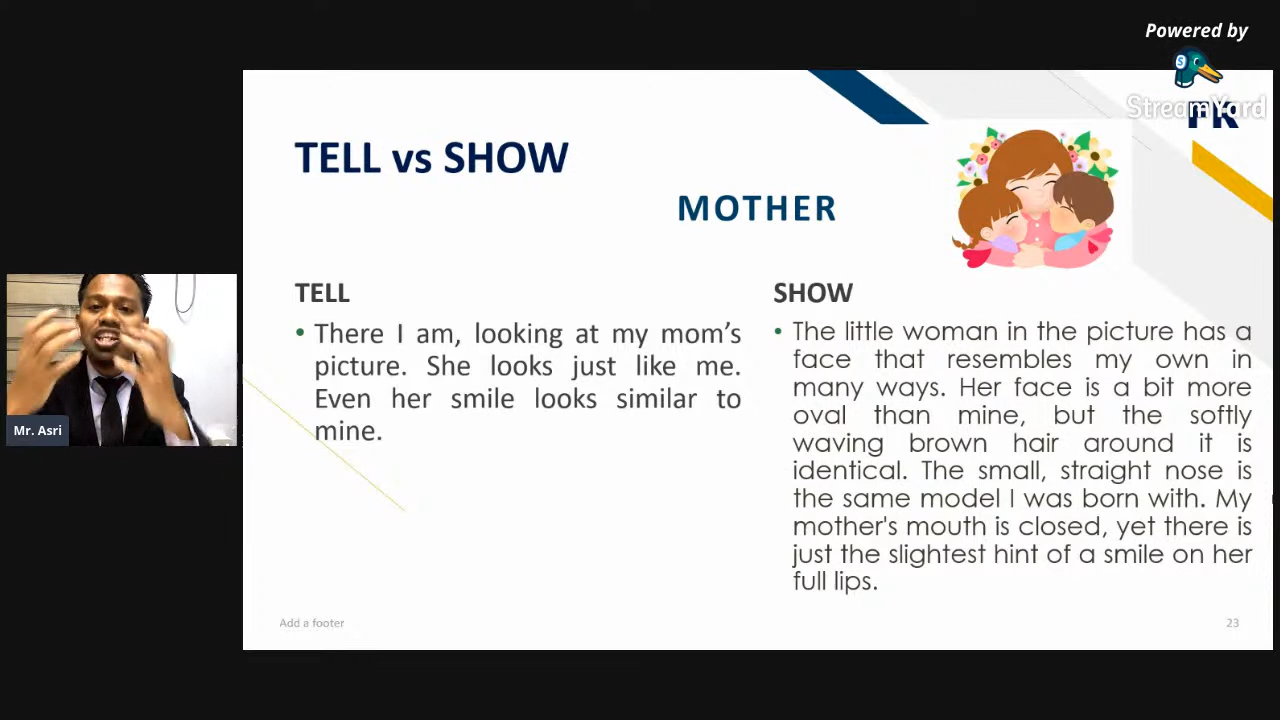 Powered by
StreamYard
FK
TELL vs SHOW
MOTHER
TELL
• There I am, looking at my mom’s
picture. She looks just like me.
Even her smile looks similar to
mine.
SHOW
• The little woman in the picture has a
face that resembles my own in
many ways. Her face is a bit more
oval than mine, but the softly
waving brown hair around it is
identical. The small, straight nose is
the same model I was born with. My
mother's mouth is closed, yet there is
just the slightest hint of a smile on her
full lips.
Mr. Asri
Add a footer
23